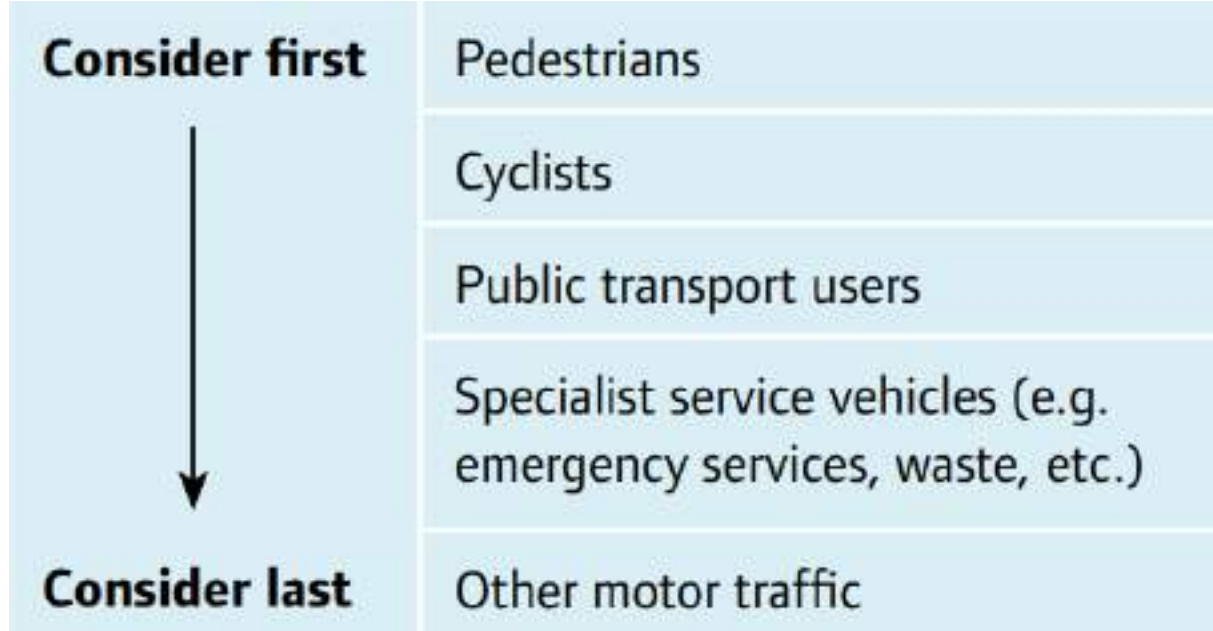 Consider first
Pedestrians
Cyclists
Public transport users
Specialist service vehicles (e.g.
emergency services, waste, etc.)
Consider last
Other motor traffic